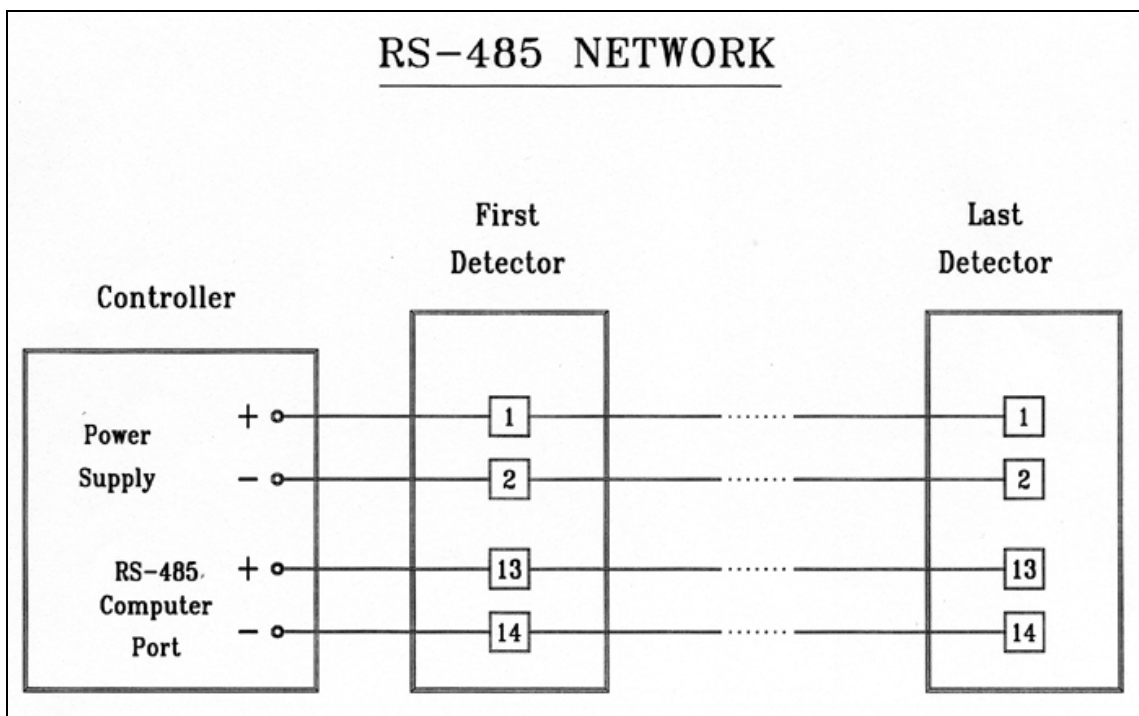 RS-485 NETWORK
First
Detector
Last
Detector
Controller
Power
Supply
+
-
RS-485
Computer
Port
+
-
1
2
13
14
1
2
13
14